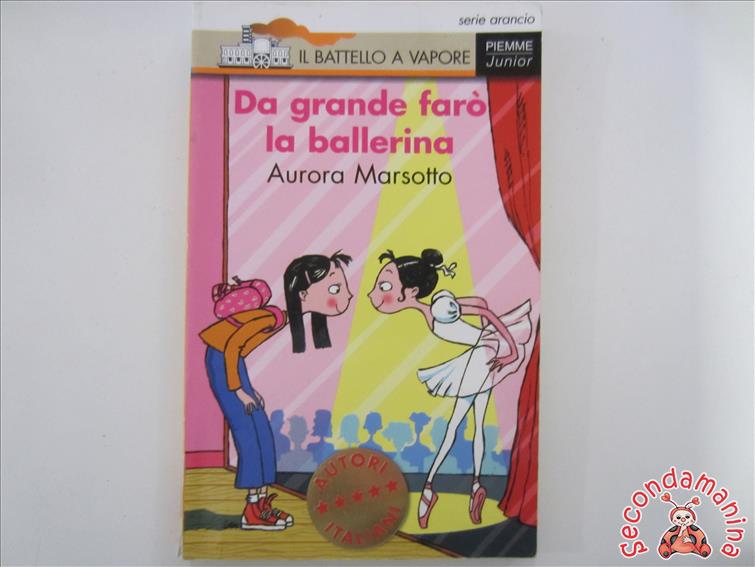 serie arancio
IL BATTELLO A VAPORE
PIEMME
Junior
Da grande farò
la ballerina
Aurora Marsotto
AUTORI
ITALIANI
secondamanina